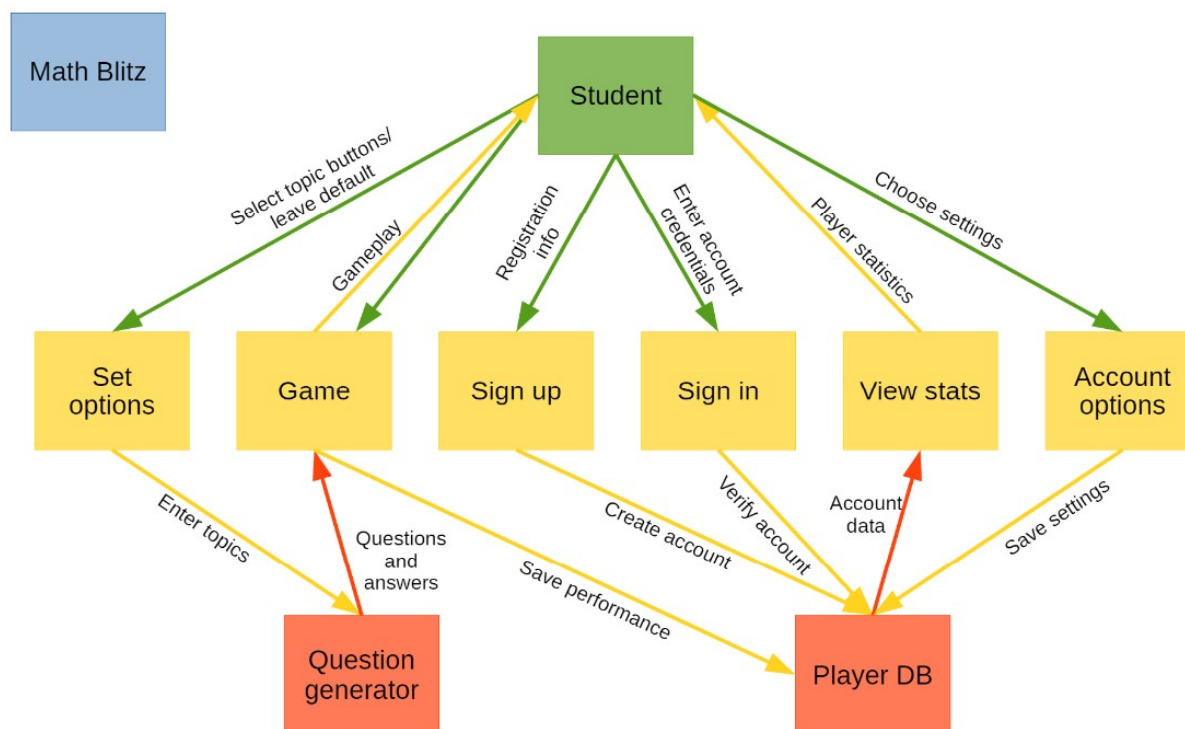 Math Blitz
Student
Select topic buttons/
leave default
Gameplay
Registration
info
Enter account
credentials
Player statistics
Choose settings
Set
options
Game
Sign up
Sign in
View stats
Account
options
Enter topics
Questions
and
answers
Save performance
Create account
Verify account
Account
data
Save settings
Question
generator
Player DB